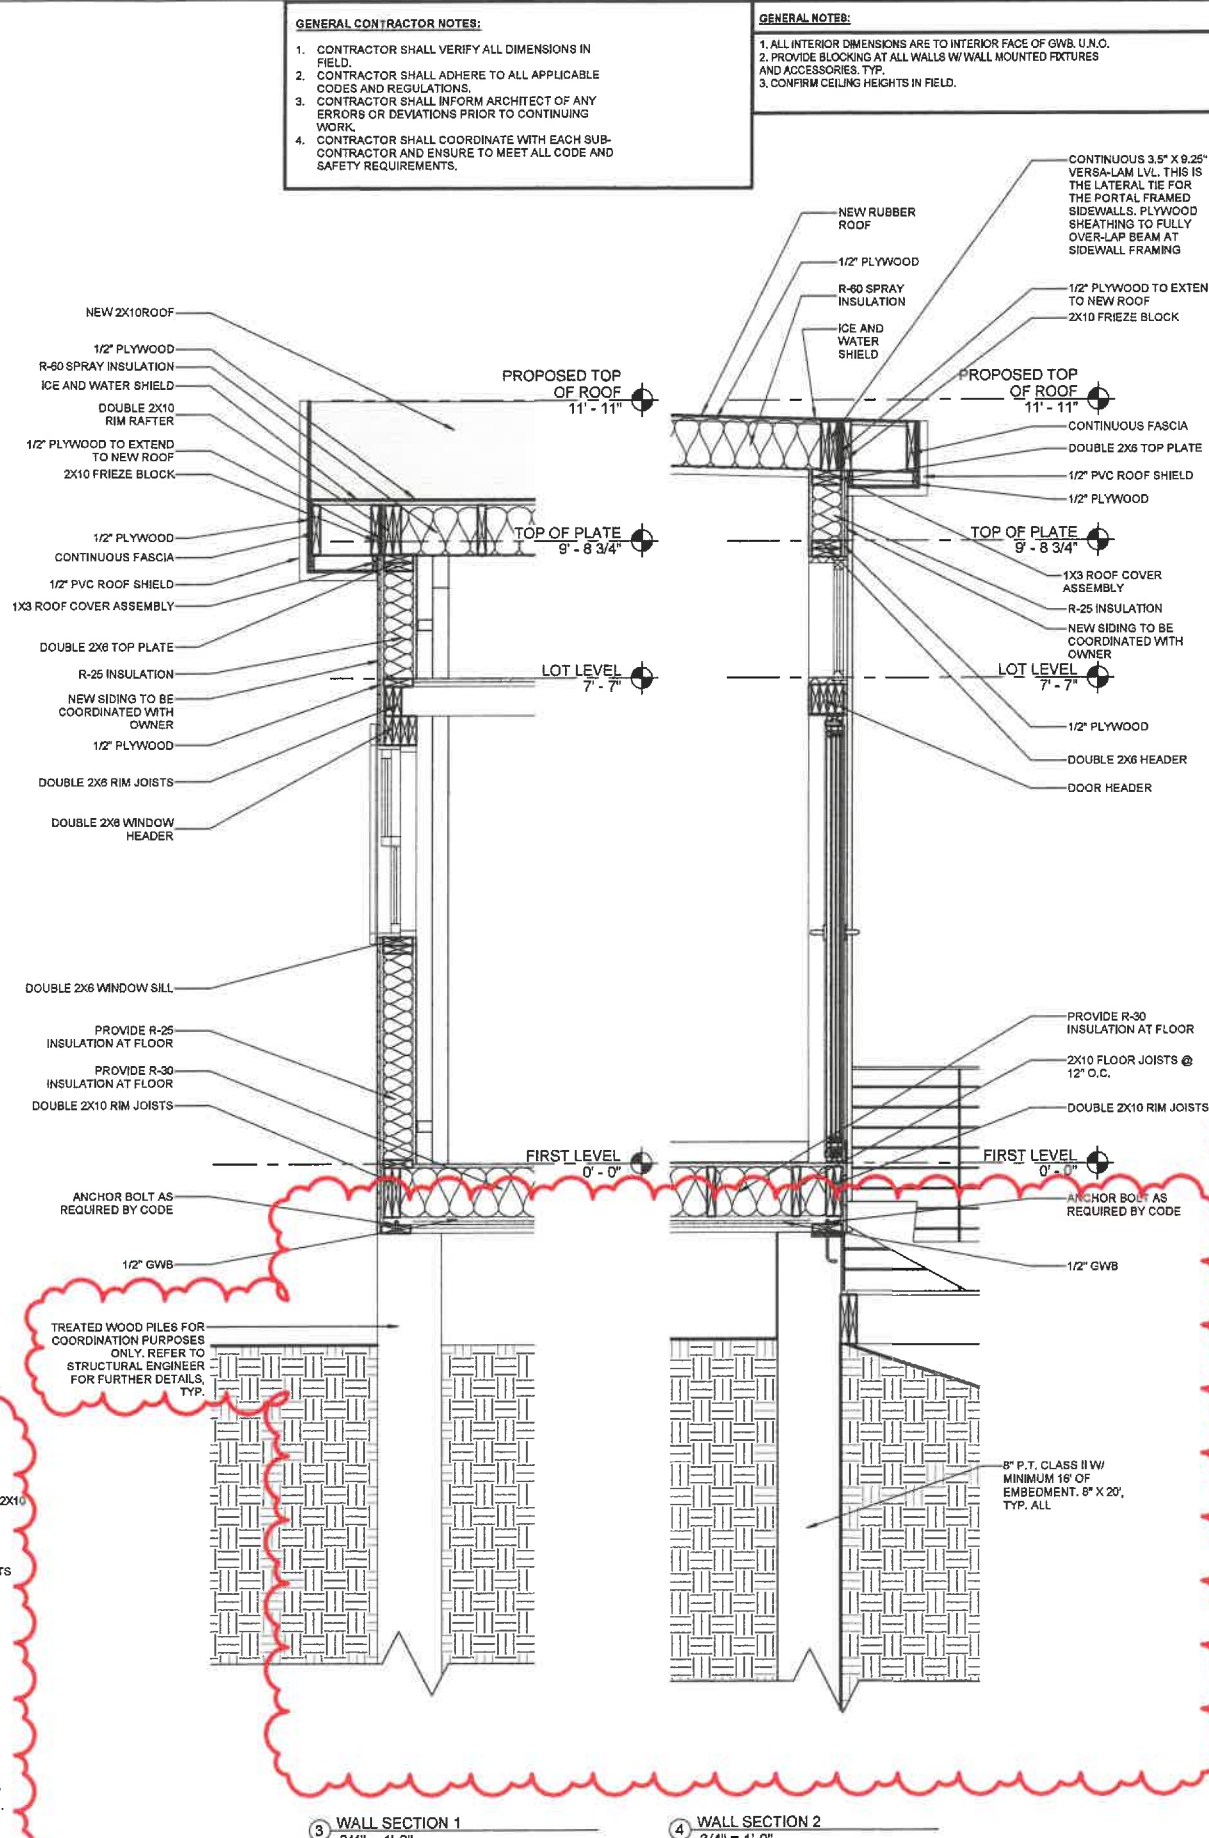 GENERAL CONTRACTOR NOTES:
1. CONTRACTOR SHALL VERIFY ALL DIMENSIONS IN
FIELD.
2. CONTRACTOR SHALL ADHERE TO ALL APPLICABLE
CODES AND REGULATIONS.
3. CONTRACTOR SHALL INFORM ARCHITECT OF ANY
ERRORS OR DEVIATIONS PRIOR TO CONTINUING
WORK.
4. CONTRACTOR SHALL COORDINATE WITH EACH SUB-
CONTRACTOR AND ENSURE TO MEET ALL CODE AND
SAFETY REQUIREMENTS.
GENERAL NOTES:
1. ALL INTERIOR DIMENSIONS ARE TO INTERIOR FACE OF GWB. U.N.O.
2. PROVIDE BLOCKING AT ALL WALLS W/ WALL MOUNTED FIXTURES
AND ACCESSORIES. TYP.
3. CONFIRM CEILING HEIGHTS IN FIELD.
NEW 2X10ROOF
1/2" PLYWOOD
R-60 SPRAY INSULATION
ICE AND WATER SHIELD
DOUBLE 2X10
RIM RAFTER
1/2" PLYWOOD TO EXTEND
TO NEW ROOF
2X10 FRIEZE BLOCK
1/2" PLYWOOD
CONTINUOUS FASCIA
1/2" PVC ROOF SHIELD
1X3 ROOF COVER ASSEMBLY
DOUBLE 2X6 TOP PLATE
R-25 INSULATION
NEW SIDING TO BE
COORDINATED WITH
OWNER
1/2" PLYWOOD
DOUBLE 2X6 RIM JOISTS
DOUBLE 2X6 WINDOW
HEADER
DOUBLE 2X6 WINDOW SILL
PROVIDE R-25
INSULATION AT FLOOR
PROVIDE R-30
INSULATION AT FLOOR
DOUBLE 2X10 RIM JOISTS
ANCHOR BOLT AS
REQUIRED BY CODE
1/2" GWB
TREATED WOOD PILES FOR
COORDINATION PURPOSES
ONLY. REFER TO
STRUCTURAL ENGINEER
FOR FURTHER DETAILS,
TYP.
2X10
TS
PROPOSED TOP
OF ROOF
11' - 11"
TOP OF PLATE
9' - 8 3/4"
LOT LEVEL
7' - 7"
FIRST LEVEL
0' - 0"
NEW RUBBER
ROOF
1/2" PLYWOOD
R-60 SPRAY
INSULATION
ICE AND
WATER
SHIELD
CONTINUOUS 3.5" X 9.25"
VERSA-LAM LVL. THIS IS
THE LATERAL TIE FOR
THE PORTAL FRAMED
SIDEWALLS. PLYWOOD
SHEATHING TO FULLY
OVER-LAP BEAM AT
SIDEWALL FRAMING
1/2" PLYWOOD TO EXTEN
TO NEW ROOF
2X10 FRIEZE BLOCK
PROPOSED TOP
OF ROOF
11' - 11"
CONTINUOUS FASCIA
DOUBLE 2X6 TOP PLATE
1/2" PVC ROOF SHIELD
1/2" PLYWOOD
TOP OF PLATE
9' - 8 3/4"
1X3 ROOF COVER
ASSEMBLY
R-25 INSULATION
NEW SIDING TO BE
COORDINATED WITH
OWNER
LOT LEVEL
7' - 7"
1/2" PLYWOOD
DOUBLE 2X6 HEADER
DOOR HEADER
PROVIDE R-30
INSULATION AT FLOOR
2X10 FLOOR JOISTS @
12" O.C.
DOUBLE 2X10 RIM JOISTS
FIRST LEVEL
0' - 0"
ANCHOR BOLT AS
REQUIRED BY CODE
1/2" GWB
8" P.T. CLASS II W/
MINIMUM 16' OF
EMBEDMENT. 8" X 20',
TYP. ALL
3 WALL SECTION 1
4 WALL SECTION 2